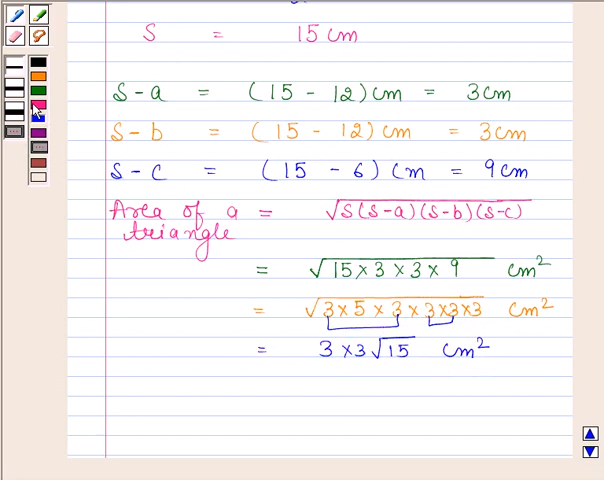 S = 15 cm
S - a = (15 - 12) cm = 3cm
S - b = (15 - 12) cm = 3cm
S - c = (15 - 6) cm = 9cm
Area of a triangle = √S(S-a)(S-b)(S-c)
= √15 × 3 × 3 × 9 cm²
= √3 × 5 × 3 × 3 × 3 × 3 cm²
= 3 × 3 √15 cm²